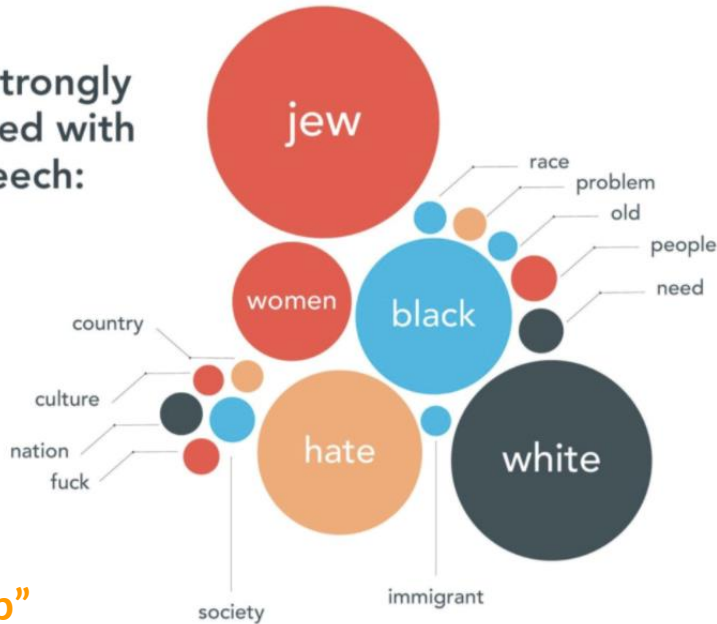 trongly
ed with
eech:
jew
race
problem
old
people
need
women
black
country
culture
nation
fuck
hate
white
society
immigrant
o”